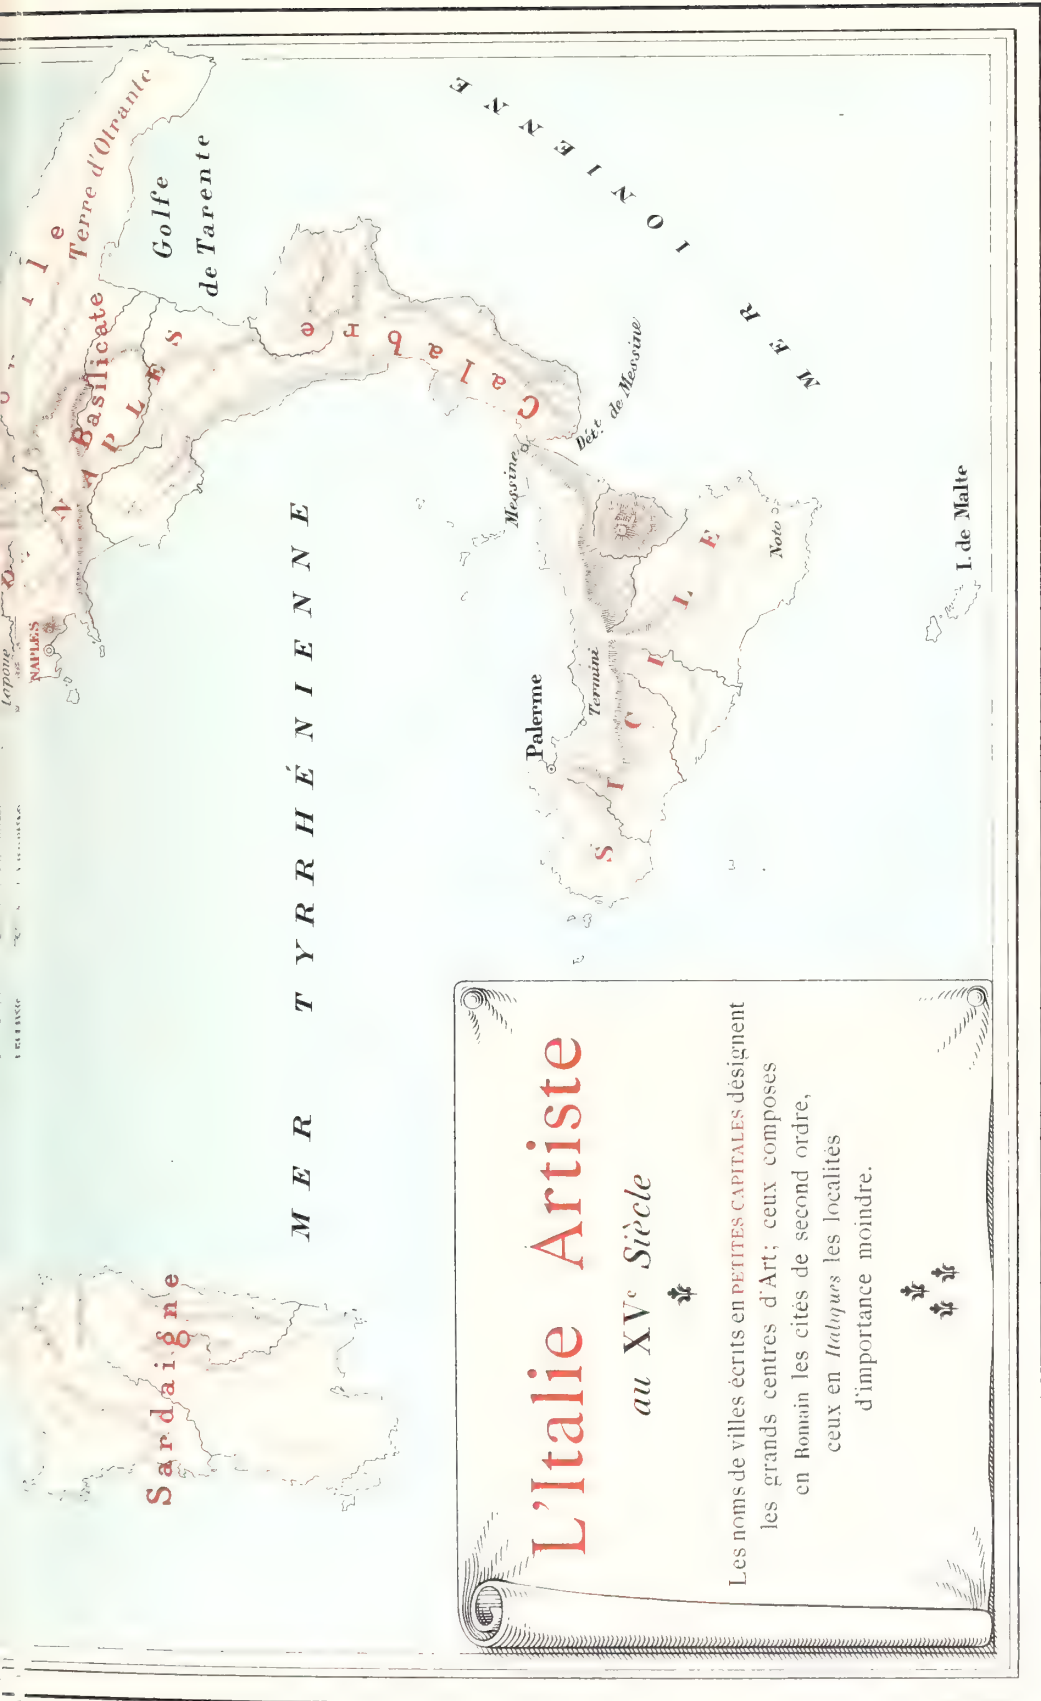 L'Italie Artiste
au XVe Siècle
Les noms de villes écrits en PETITES CAPITALES désignent
les grands centres d'Art; ceux composés
en Romain les cités de second ordre,
ceux en Italiques les localités
d'importance moindre.
Sardaigne
MER TYRRHÉNIENNE
NAPLES
NAPLES
Basilicate
Terre d'Otrante
Golfe
de Tarente
Calabre
Messine
Dét.t de Messine
MER IONIENNE
Palerme
Termini
SICILE
Noto
I. de Malte